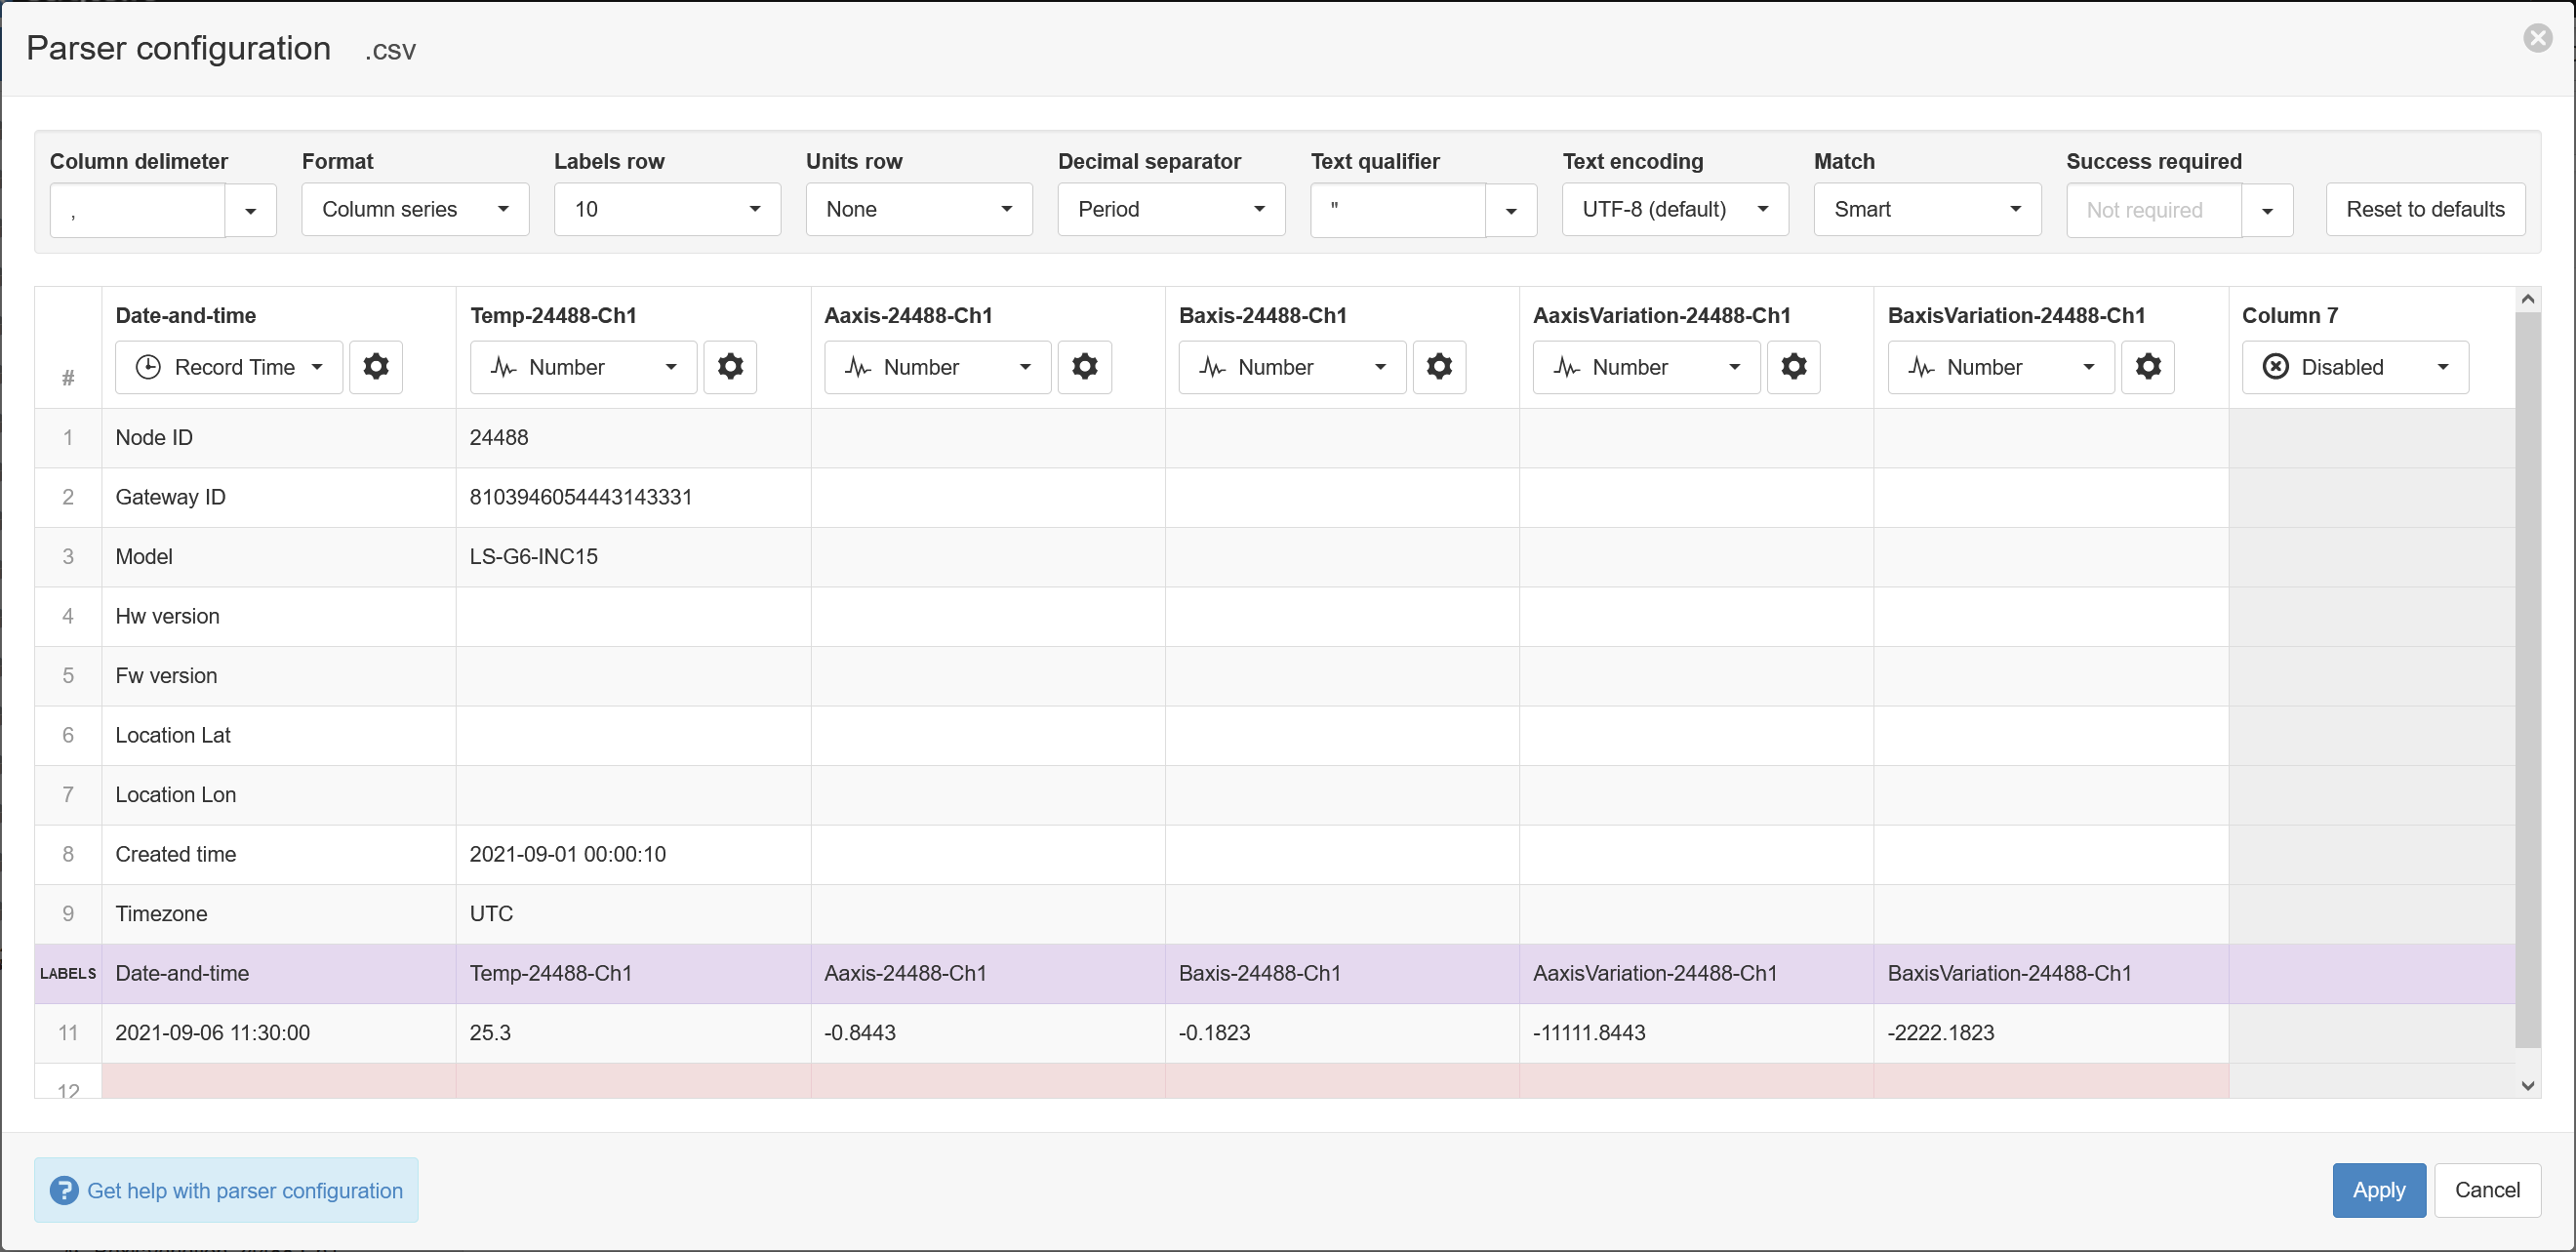 Parser configuration .csv
Column delimeter Format Labels row Units row Decimal separator Text qualifier Text encoding Match Success required
, Column series 10 None Period " UTF-8 (default) Smart Not required Reset to defaults
Date-and-time Temp-24488-Ch1 Aaxis-24488-Ch1 Baxis-24488-Ch1 AaxisVariation-24488-Ch1 BaxisVariation-24488-Ch1 Column 7
# Record Time Number Number Number Number Number Disabled
1 Node ID 24488
2 Gateway ID 8103946054443143331
3 Model LS-G6-INC15
4 Hw version
5 Fw version
6 Location Lat
7 Location Lon
8 Created time 2021-09-01 00:00:10
9 Timezone UTC
LABELS Date-and-time Temp-24488-Ch1 Aaxis-24488-Ch1 Baxis-24488-Ch1 AaxisVariation-24488-Ch1 BaxisVariation-24488-Ch1
11 2021-09-06 11:30:00 25.3 -0.8443 -0.1823 -11111.8443 -2222.1823
12
? Get help with parser configuration Apply Cancel